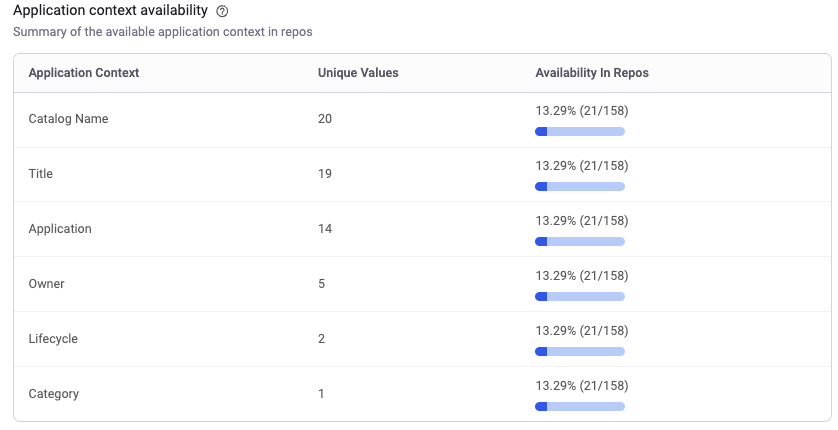 Application context availability
Summary of the available application context in repos
Application Context Unique Values Availability In Repos
Catalog Name 20 13.29% (21/158)
Title 19 13.29% (21/158)
Application 14 13.29% (21/158)
Owner 5 13.29% (21/158)
Lifecycle 2 13.29% (21/158)
Category 1 13.29% (21/158)